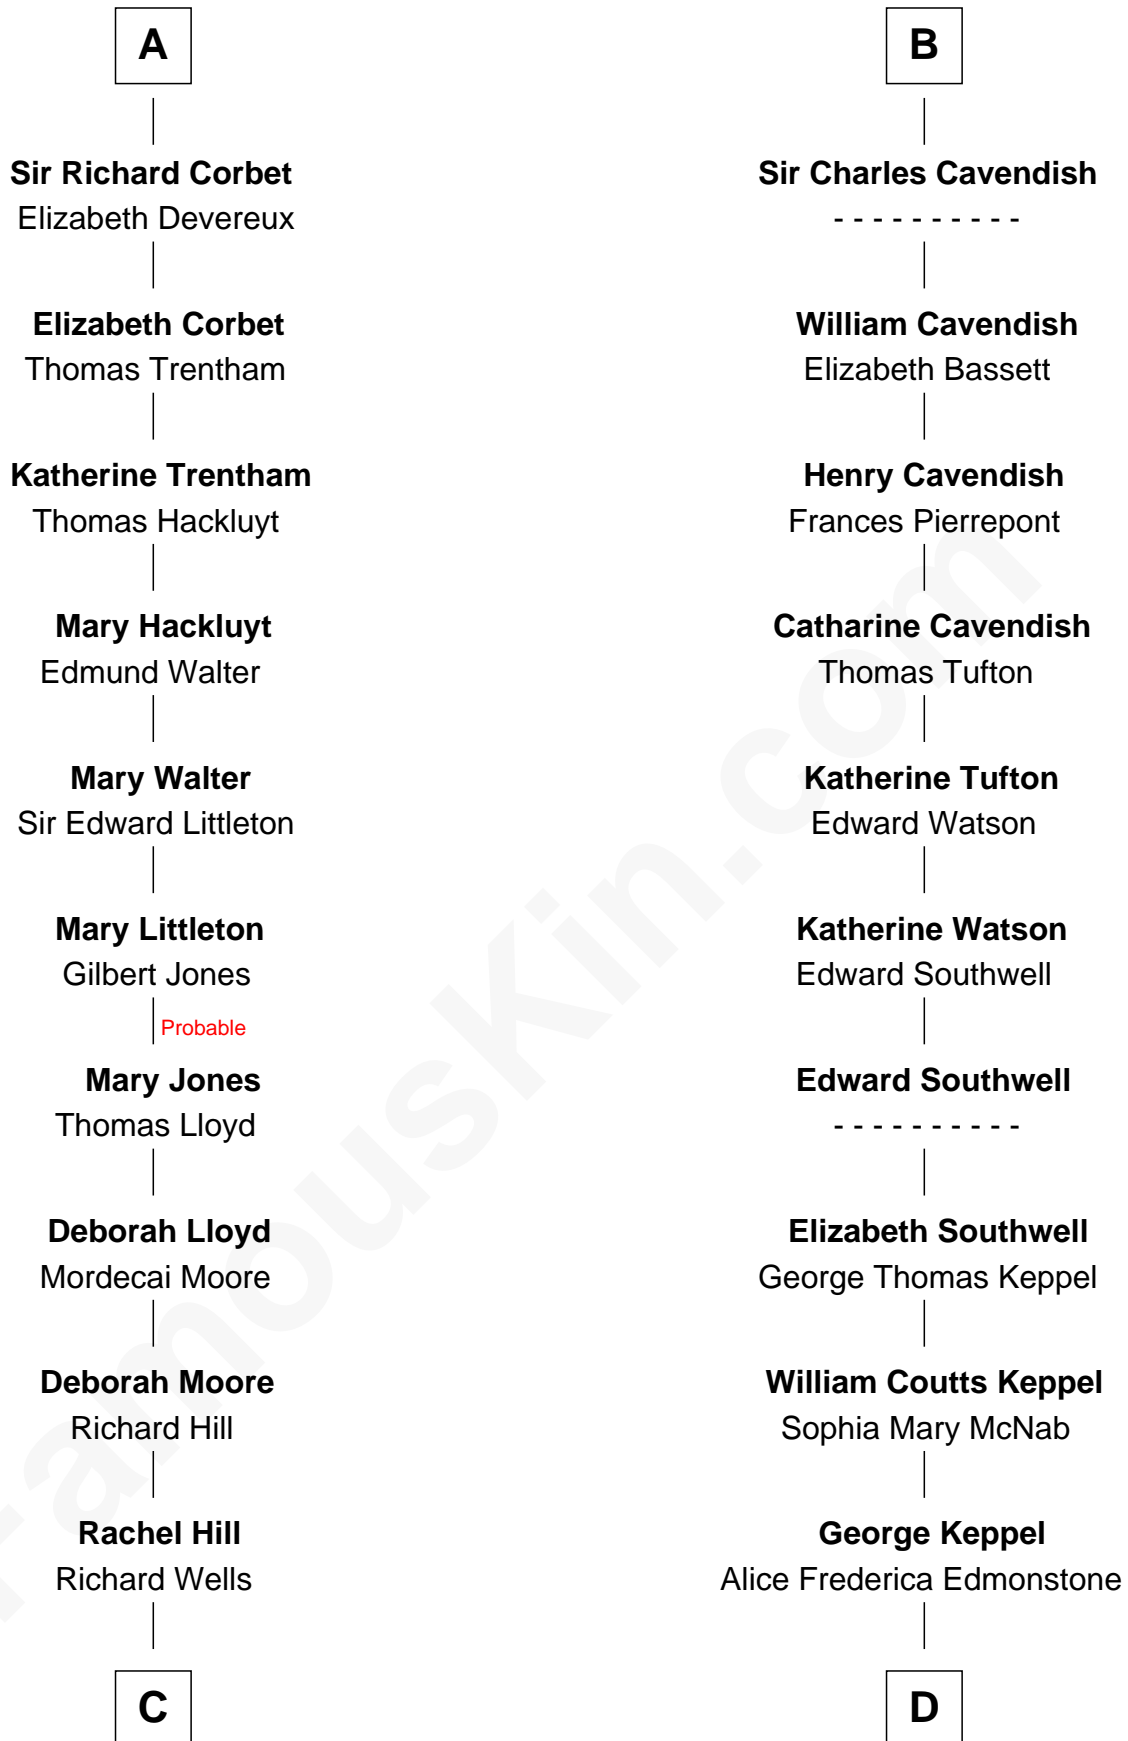 A
Sir Richard Corbet
Elizabeth Devereux
Elizabeth Corbet
Thomas Trentham
Katherine Trentham
Thomas Hackluyt
Mary Hackluyt
Edmund Walter
Mary Walter
Sir Edward Littleton
Mary Littleton
Gilbert Jones
Probable
Mary Jones
Thomas Lloyd
Deborah Lloyd
Mordecai Moore
Deborah Moore
Richard Hill
Rachel Hill
Richard Wells
C
B
Sir Charles Cavendish
- - - - - - - - - -
William Cavendish
Elizabeth Bassett
Henry Cavendish
Frances Pierrepont
Catharine Cavendish
Thomas Tufton
Katherine Tufton
Edward Watson
Katherine Watson
Edward Southwell
Edward Southwell
- - - - - - - - - -
Elizabeth Southwell
George Thomas Keppel
William Coutts Keppel
Sophia Mary McNab
George Keppel
Alice Frederica Edmonstone
D
FamousKin.com